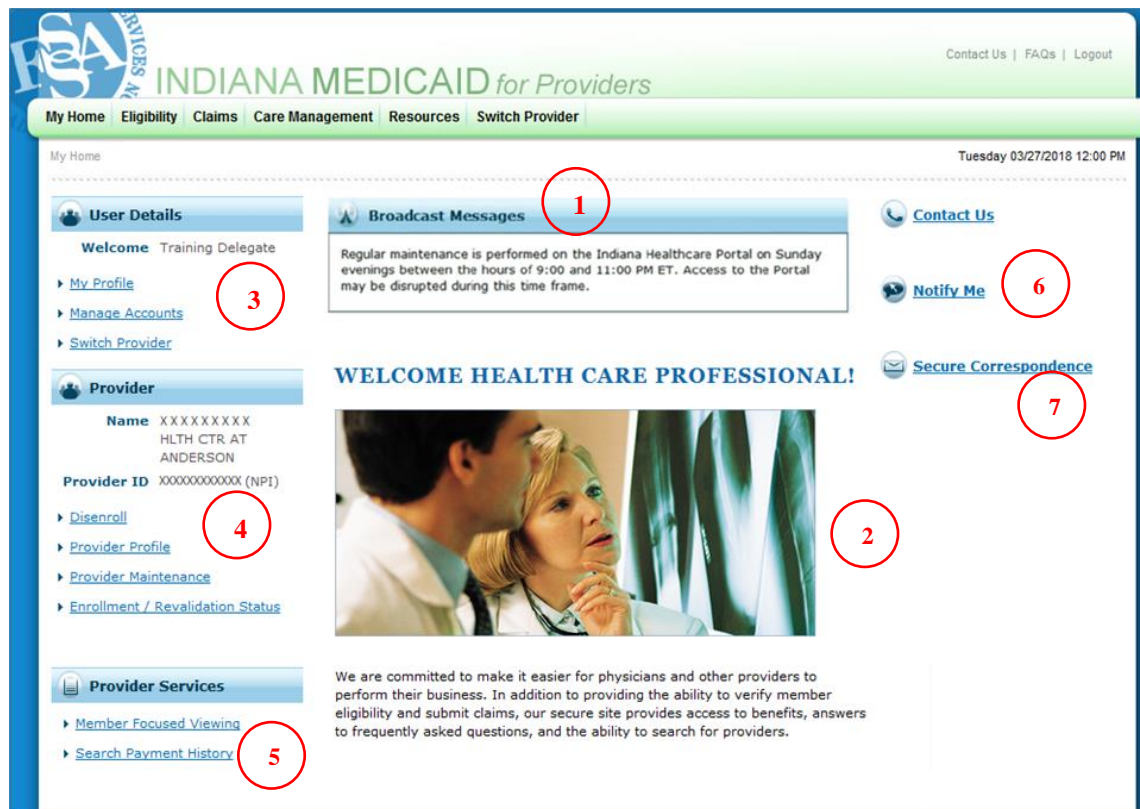 FSSA
SERVICES
Contact Us | FAQs | Logout
INDIANA MEDICAID for Providers
My Home Eligibility Claims Care Management Resources Switch Provider
My Home
Tuesday 03/27/2018 12:00 PM
User Details
Welcome Training Delegate
My Profile
Manage Accounts
Switch Provider
3
Provider
Name XXXXXXXXX
HLTH CTR AT
ANDERSON
Provider ID XXXXXXXXXXXX (NPI)
Disenroll
Provider Profile
Provider Maintenance
Enrollment / Revalidation Status
4
Provider Services
Member Focused Viewing
Search Payment History
5
Broadcast Messages
1
Regular maintenance is performed on the Indiana Healthcare Portal on Sunday
evenings between the hours of 9:00 and 11:00 PM ET. Access to the Portal
may be disrupted during this time frame.
WELCOME HEALTH CARE PROFESSIONAL!
2
We are committed to make it easier for physicians and other providers to
perform their business. In addition to providing the ability to verify member
eligibility and submit claims, our secure site provides access to benefits, answers
to frequently asked questions, and the ability to search for providers.
Contact Us
Notify Me
6
Secure Correspondence
7